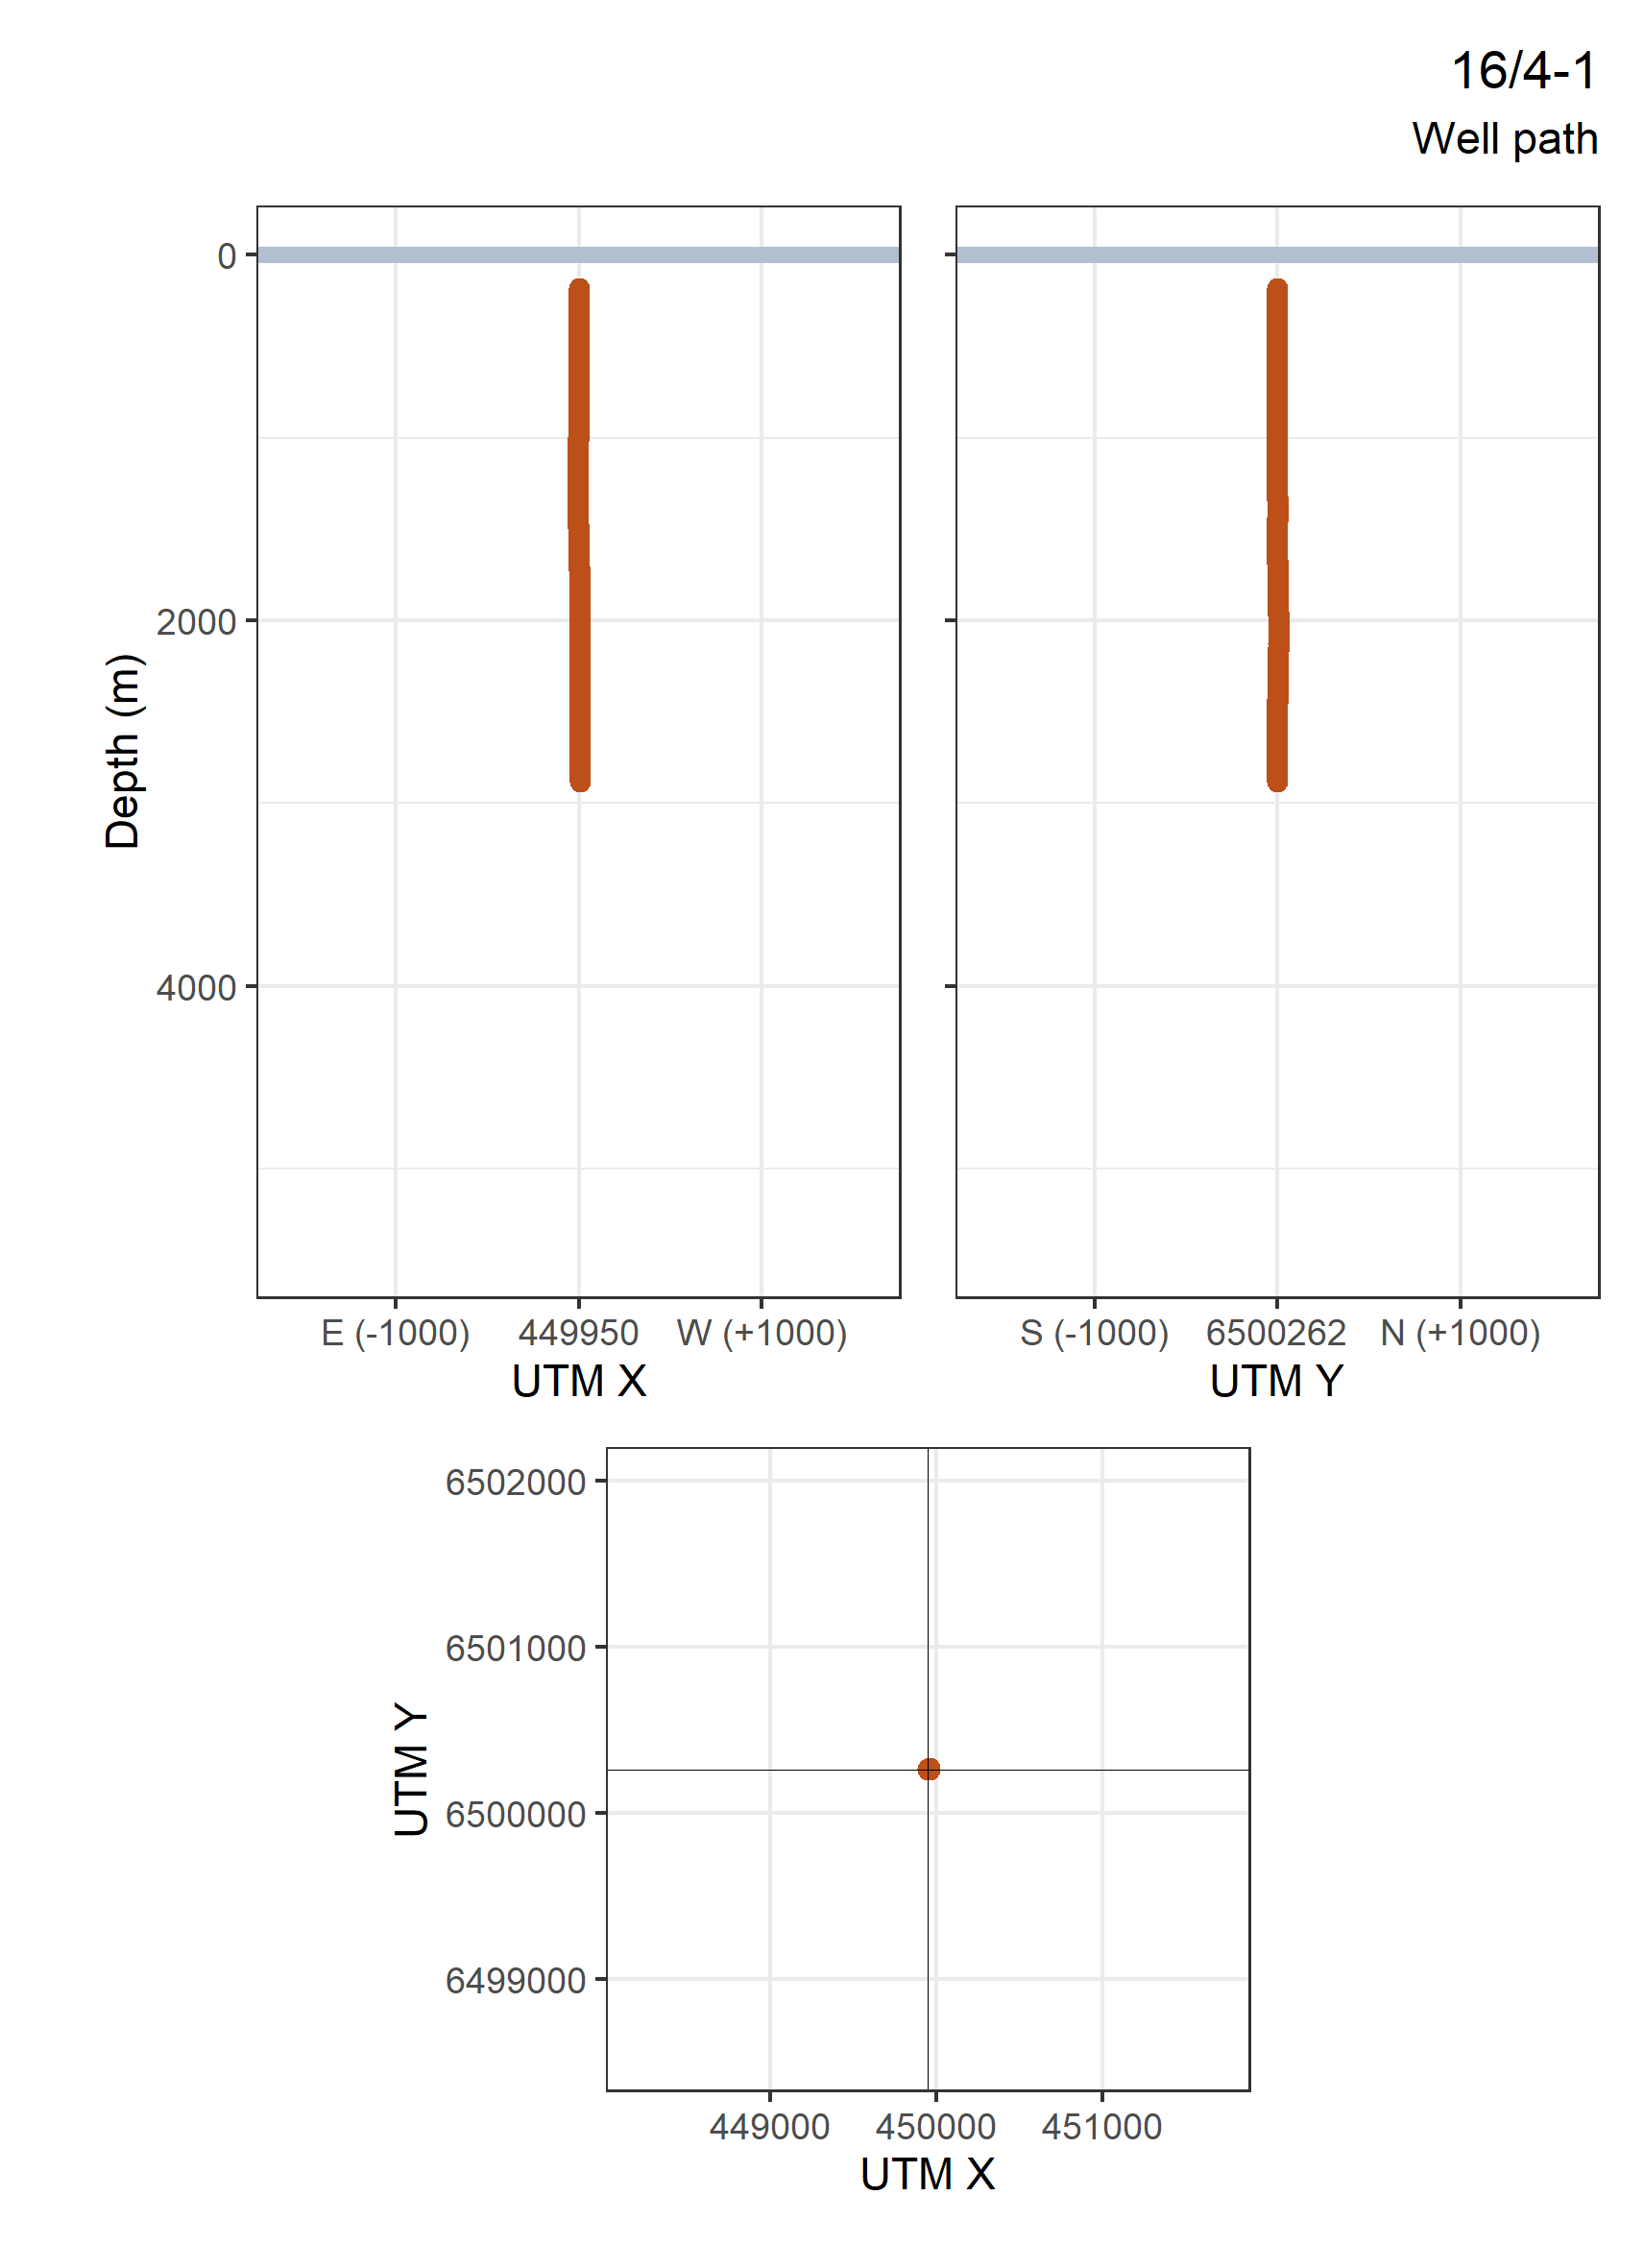 16/4-1
Well path
0
2000
4000
Depth (m)
E (-1000) 449950 W (+1000)
UTM X
S (-1000) 6500262 N (+1000)
UTM Y
6502000
6501000
6500000
6499000
UTM Y
449000 450000 451000
UTM X